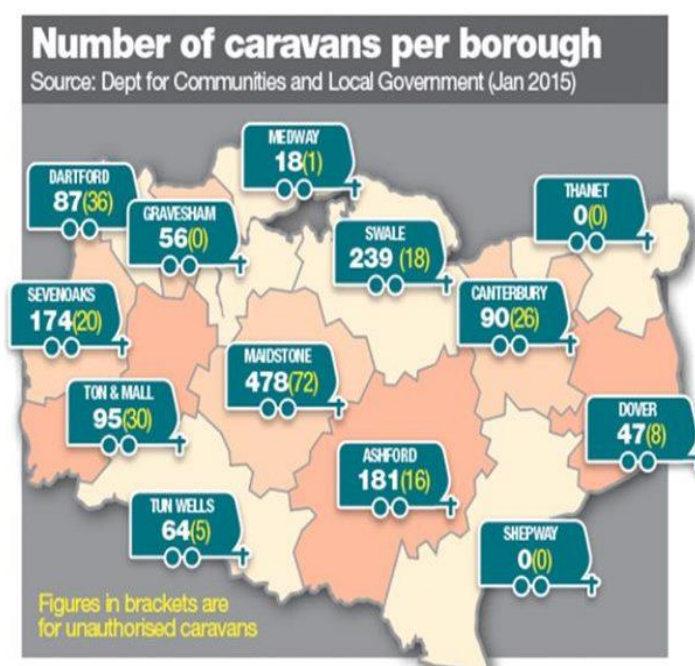 Number of caravans per borough
Source: Dept for Communities and Local Government (Jan 2015)
MEDWAY
18(1)
DARTFORD
87(36)
GRAVESHAM
56(0)
THANET
0(0)
SWALE
239 (18)
SEVENOAKS
174(20)
CANTERBURY
90(26)
MAIDSTONE
478(72)
TON & MALL
95(30)
DOVER
47(8)
ASHFORD
181(16)
TUN WELLS
64(5)
SHEPWAY
0(0)
Figures in brackets are
for unauthorised caravans